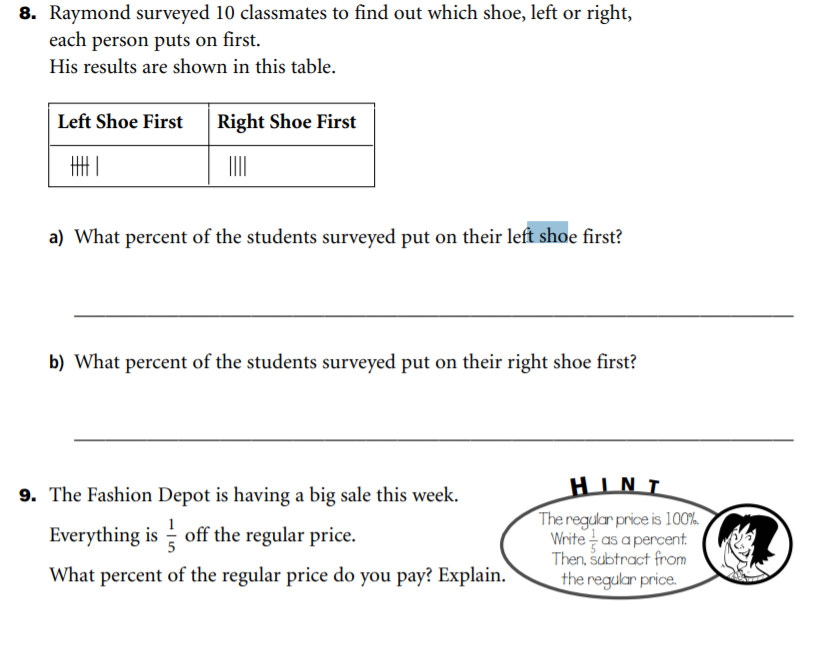 8. Raymond surveyed 10 classmates to find out which shoe, left or right,
each person puts on first.
His results are shown in this table.
Left Shoe First Right Shoe First
a) What percent of the students surveyed put on their left shoe first?
b) What percent of the students surveyed put on their right shoe first?
9. The Fashion Depot is having a big sale this week.
Everything is 1/5 off the regular price.
What percent of the regular price do you pay? Explain.
HINT
The regular price is 100%.
Write 1/5 as a percent.
Then, subtract from
the regular price.